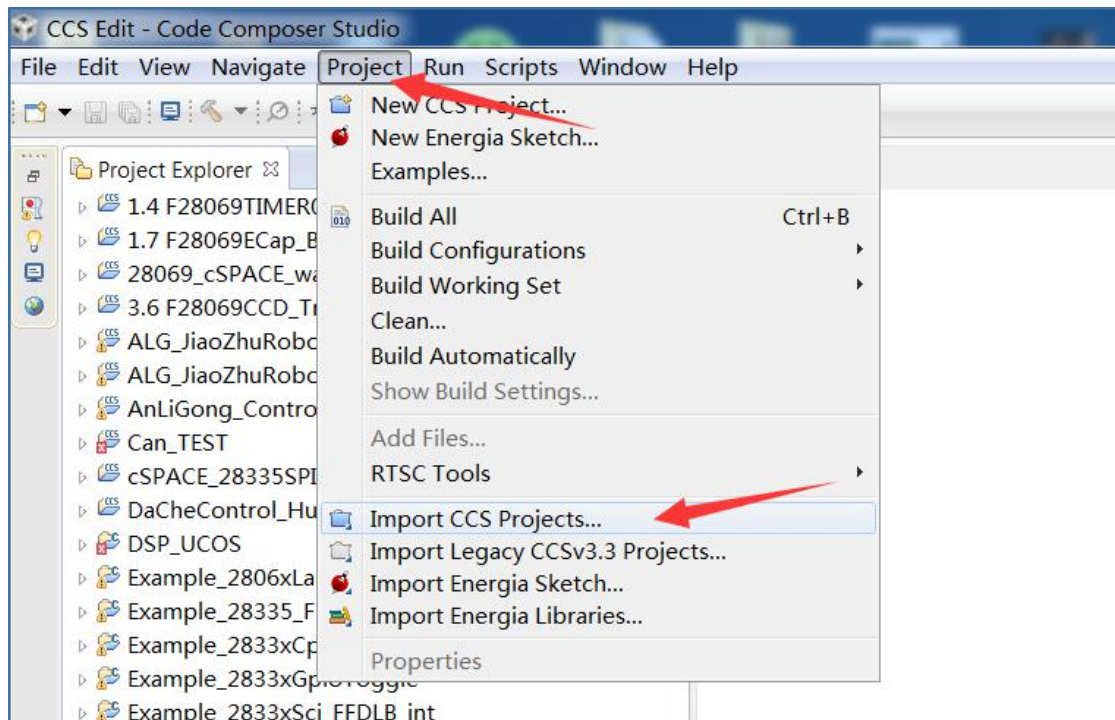 CCS Edit - Code Composer Studio
File Edit View Navigate Project Run Scripts Window Help
New CCS Project...
New Energia Sketch...
Examples...
Build All Ctrl+B
Build Configurations
Build Working Set
Clean...
Build Automatically
Show Build Settings...
Add Files...
RTSC Tools
Import CCS Projects...
Import Legacy CCSv3.3 Projects...
Import Energia Sketch...
Import Energia Libraries...
Properties
Project Explorer
1.4 F28069TIMER0
1.7 F28069ECap_B
28069_cSPACE_wa
3.6 F28069CCD_Tr
ALG_JiaoZhuRobo
ALG_JiaoZhuRobo
AnLiGong_Contro
Can_TEST
cSPACE_28335SPI
DaCheControl_Hu
DSP_UCOS
Example_2806xLa
Example_28335_F
Example_2833xCp
Example_2833xGpioToggle
Example_2833xSci_FFDLB_int